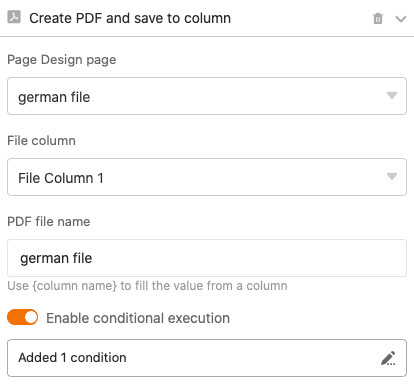 Create PDF and save to column
Page Design page
german file
File column
File Column 1
PDF file name
german file
Use {column name} to fill the value from a column
Enable conditional execution
Added 1 condition